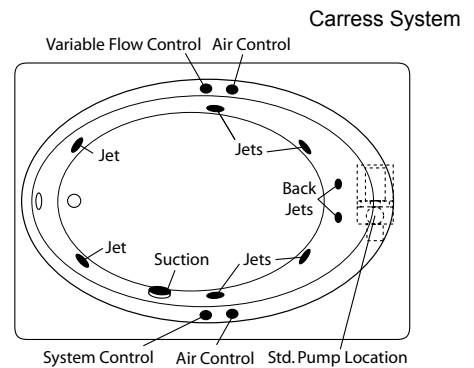 Carress System
Variable Flow Control Air Control
Jet
Jets
Back
Jets
Jet
Suction
Jets
System Control Air Control Std. Pump Location